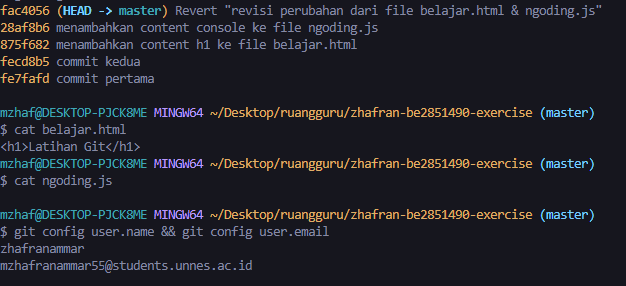 fac4056 (HEAD -> master) Revert "revisi perubahan dari file belajar.html & ngoding.js"
28af8b6 menambahkan content console ke file ngoding.js
875f682 menambahkan content h1 ke file belajar.html
fecd8b5 commit kedua
fe7fafd commit pertama
mzhaf@DESKTOP-PJCK8ME MINGW64 ~/Desktop/ruangguru/zhafran-be2851490-exercise (master)
$ cat belajar.html
<h1>Latihan Git</h1>
mzhaf@DESKTOP-PJCK8ME MINGW64 ~/Desktop/ruangguru/zhafran-be2851490-exercise (master)
$ cat ngoding.js
mzhaf@DESKTOP-PJCK8ME MINGW64 ~/Desktop/ruangguru/zhafran-be2851490-exercise (master)
$ git config user.name && git config user.email
zhafranammar
mzhafranammar55@students.unnes.ac.id